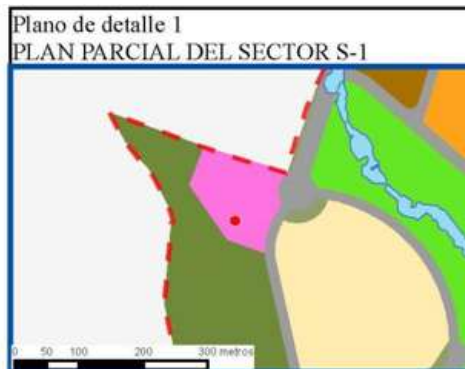 Plano de detalle 1
PLAN PARCIAL DEL SECTOR S-1
0 50 100 200 300 metros